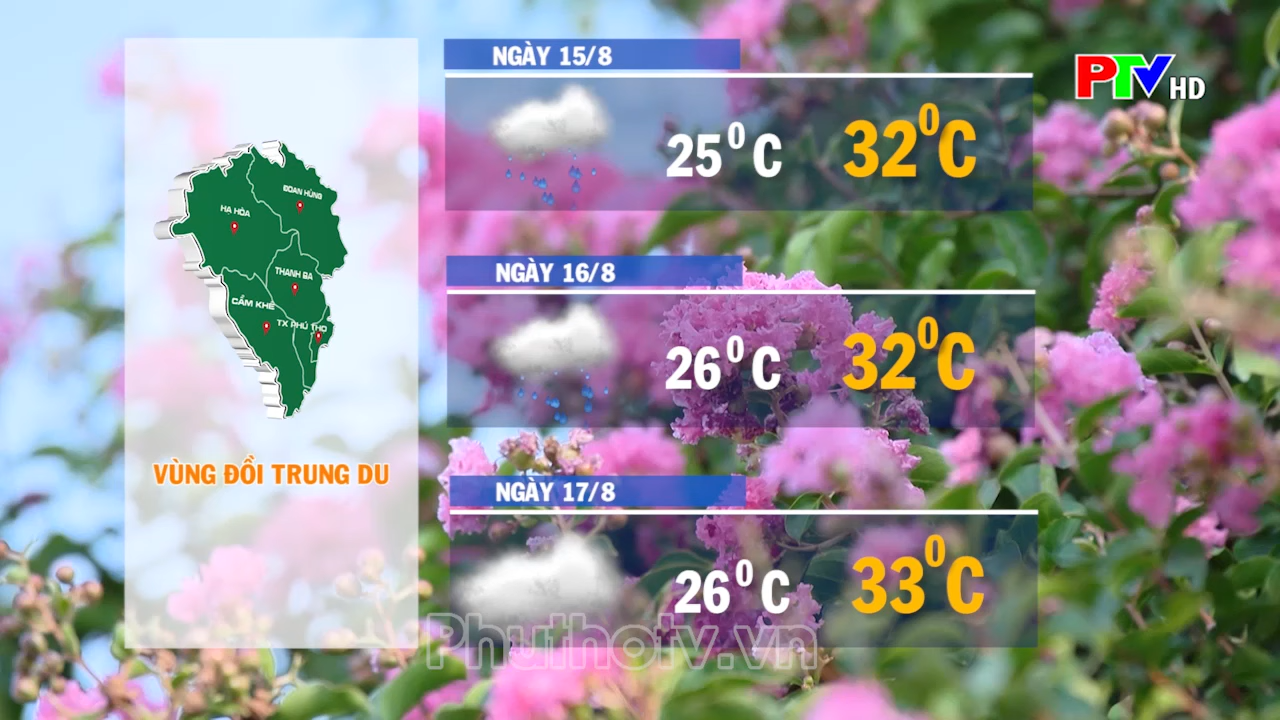 NGÀY 15/8
PTV HD
25⁰C 32⁰C
ĐOAN HÙNG
HẠ HÒA
THANH BA
CẨM KHÊ
TX PHÚ THỌ
NGÀY 16/8
26⁰C 32⁰C
VÙNG ĐỒI TRUNG DU
NGÀY 17/8
26⁰C 33⁰C
Phuthotv.vn